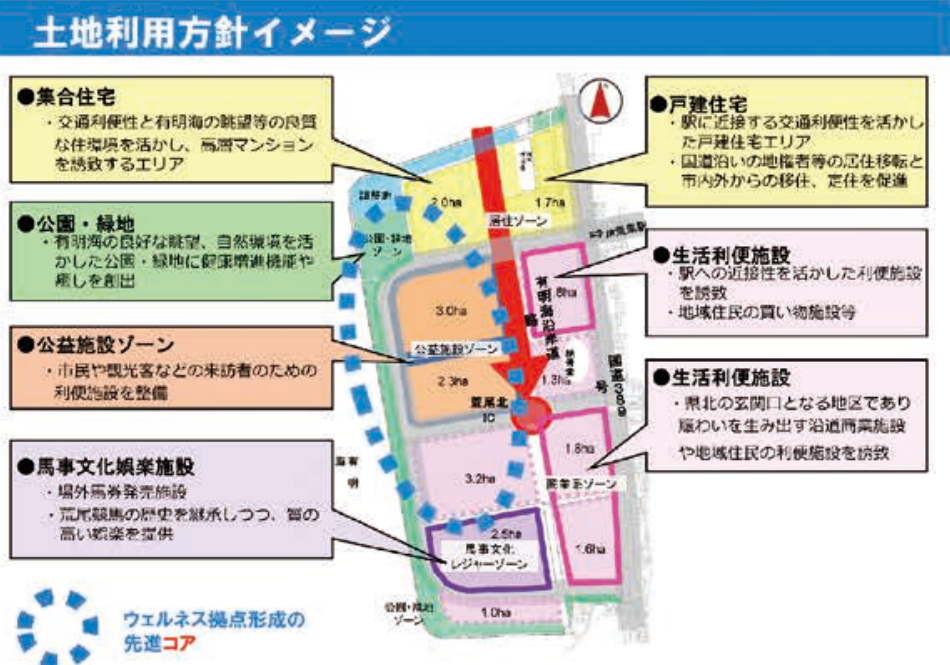 土地利用方針イメージ
●集合住宅
・交通利便性と有明海の眺望等の良質
な住環境を活かし、高層マンション
を誘致するエリア
●公園・緑地
・有明海の良好な眺望、自然環境を活
かした公園・緑地に健康増進機能や
癒しを創出
●公益施設ゾーン
・市民や観光客などの来訪者のための
利便施設を整備
●馬事文化娯楽施設
・場外馬券発売施設
・荒尾競馬の歴史を継承しつつ、質の
高い娯楽を提供
ウェルネス拠点形成の
先進コア
●戸建住宅
・駅に近接する交通利便性を活かし
た戸建住宅エリア
・国道沿いの地権者等の居住移転と
市内外からの移住、定住を促進
●生活利便施設
・駅への近接性を活かした利便施設
を誘致
・地域住民の買い物施設等
●生活利便施設
・県北の玄関口となる地区であり
賑わいを生み出す沿道商業施設
や地域住民の利便施設を誘致
2.0ha
1.7ha
居住ゾーン
公園・緑地
ゾーン
3.0ha
公益施設ゾーン
2.3ha
有明海沿岸道路
1.3ha
国道389号
荒尾北
IC
1.8ha
3.2ha
商業系ゾーン
2.5ha
馬事文化
レジャーゾーン
1.6ha
公園・緑地
ゾーン
1.0ha
有明海